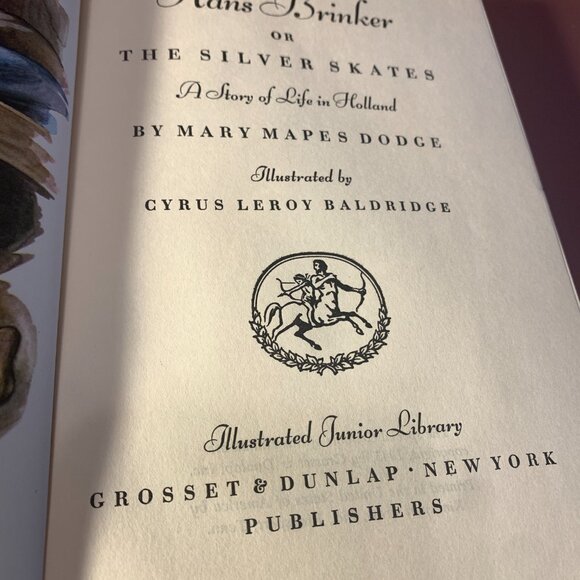 Hans Brinker
OR
THE SILVER SKATES
A Story of Life in Holland
BY MARY MAPES DODGE
Illustrated by
CYRUS LEROY BALDRIDGE
Illustrated Junior Library
GROSSET & DUNLAP · NEW YORK
PUBLISHERS